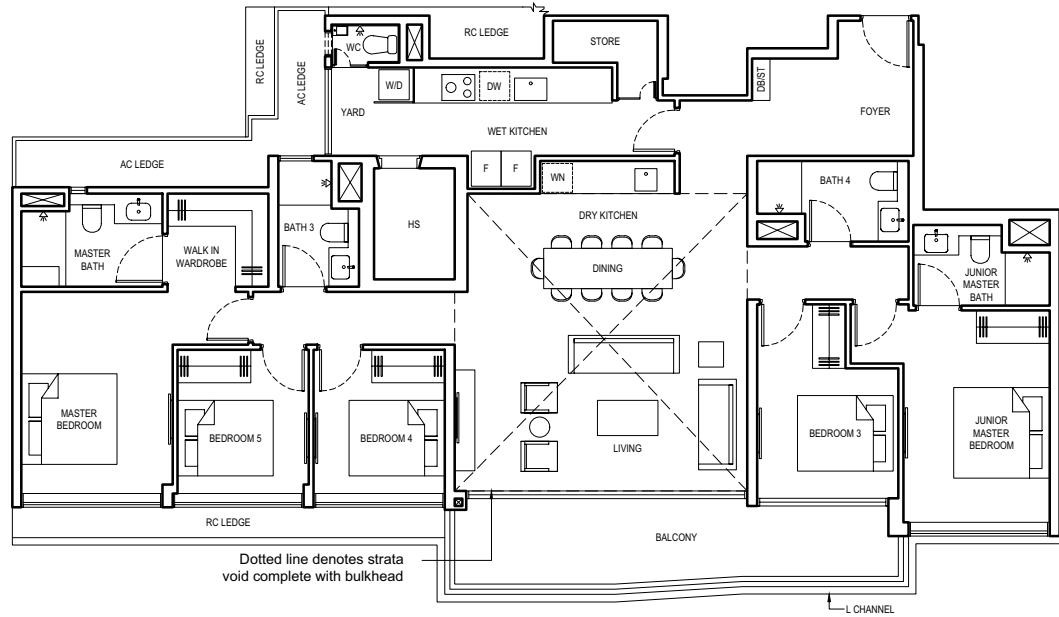 RC LEDGE
STORE
WC
RC LEDGE
AC LEDGE
W/D
DW
DB/ST
YARD
FOYER
WET KITCHEN
AC LEDGE
F
F
WN
BATH 4
DRY KITCHEN
BATH 3
HS
MASTER
BATH
WALK IN
WARDROBE
DINING
JUNIOR
MASTER
BATH
MASTER
BEDROOM
BEDROOM 5
BEDROOM 4
LIVING
BEDROOM 3
JUNIOR
MASTER
BEDROOM
RC LEDGE
BALCONY
Dotted line denotes strata
void complete with bulkhead
L CHANNEL